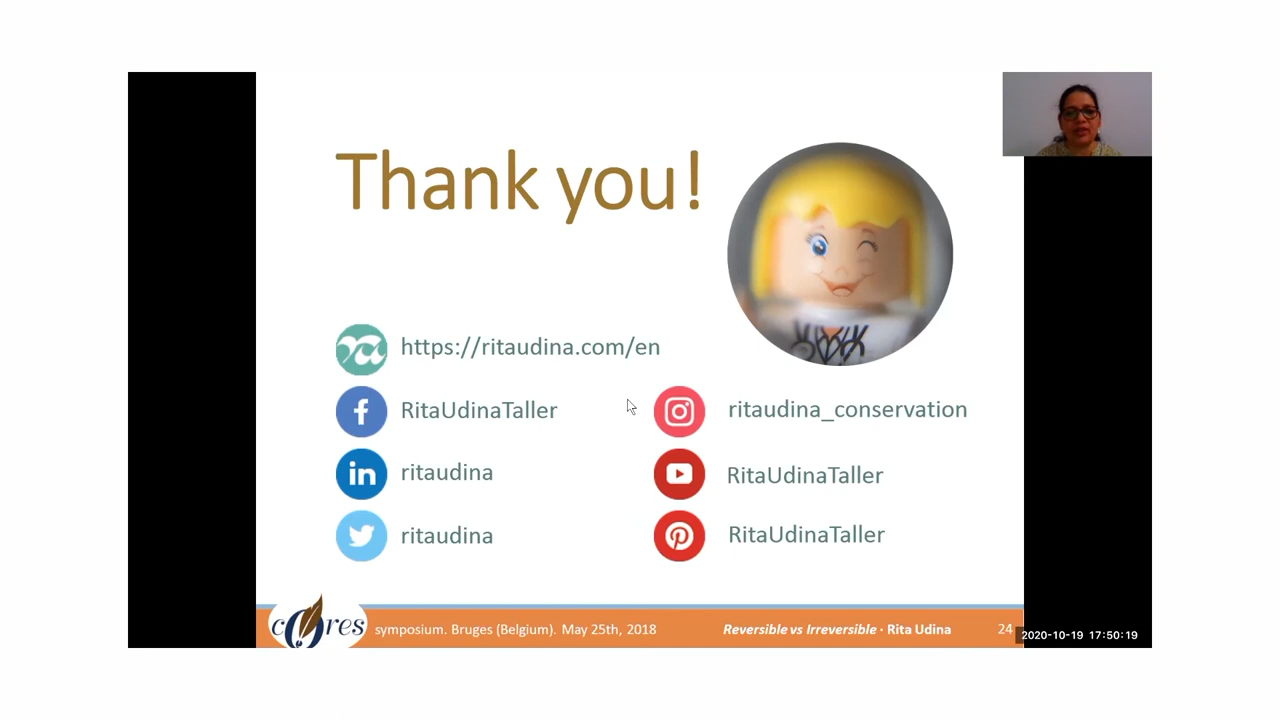 Thank you!
https://ritaudina.com/en
RitaUdinaTaller
ritaudina_conservation
ritaudina
RitaUdinaTaller
ritaudina
RitaUdinaTaller
cOres symposium. Bruges (Belgium). May 25th, 2018 Reversible vs Irreversible · Rita Udina 24
2020-10-19 17:50:19